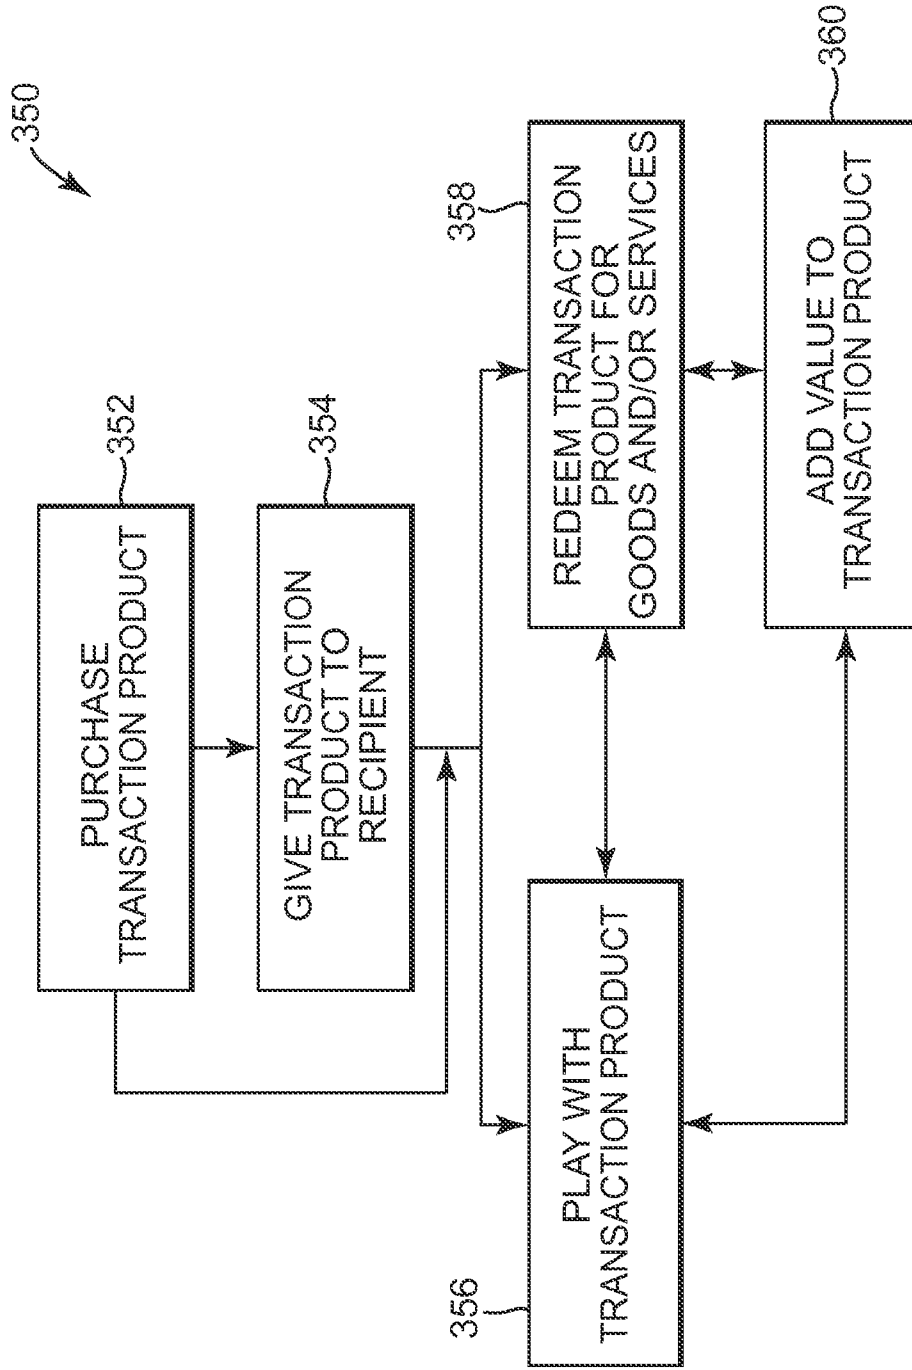 350
PURCHASE
TRANSACTION PRODUCT
352
GIVE TRANSACTION
PRODUCT TO
RECIPIENT
354
PLAY WITH
TRANSACTION PRODUCT
356
REDEEM TRANSACTION
PRODUCT FOR
GOODS AND/OR SERVICES
358
ADD VALUE TO
TRANSACTION PRODUCT
360